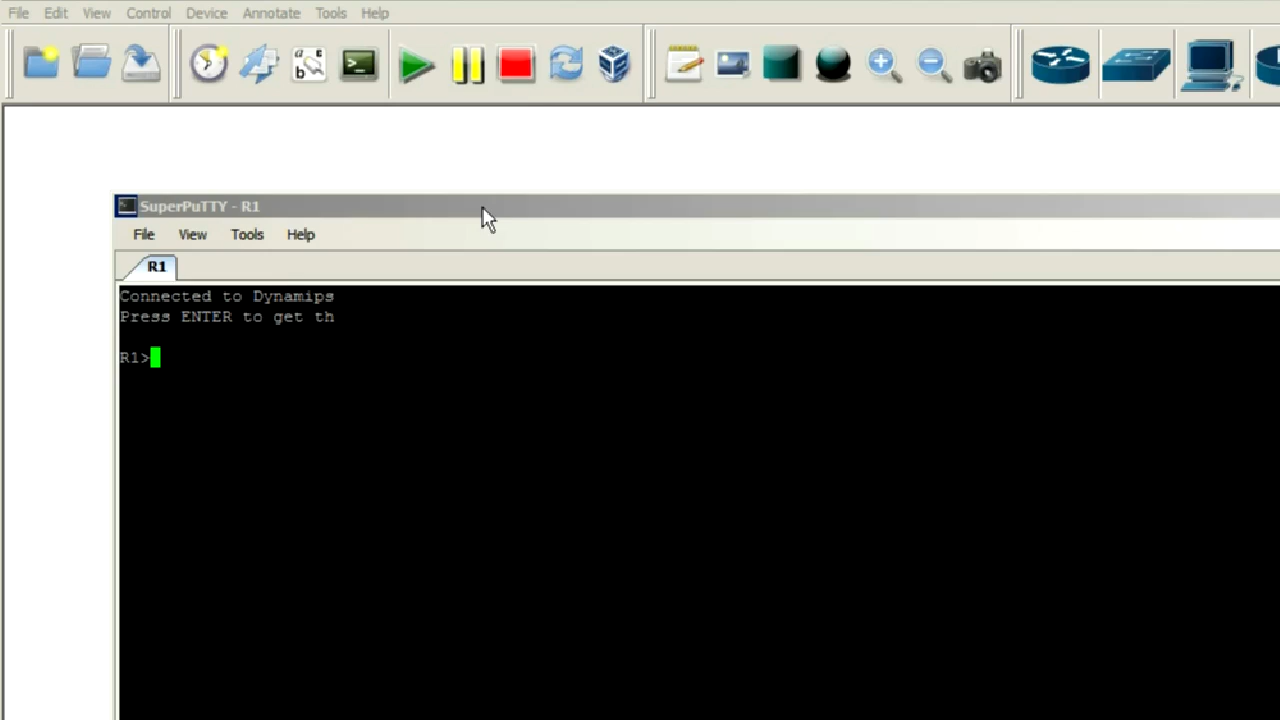 File Edit View Control Device Annotate Tools Help
SuperPuTTY - R1
File View Tools Help
R1
Connected to Dynamips
Press ENTER to get th
R1>